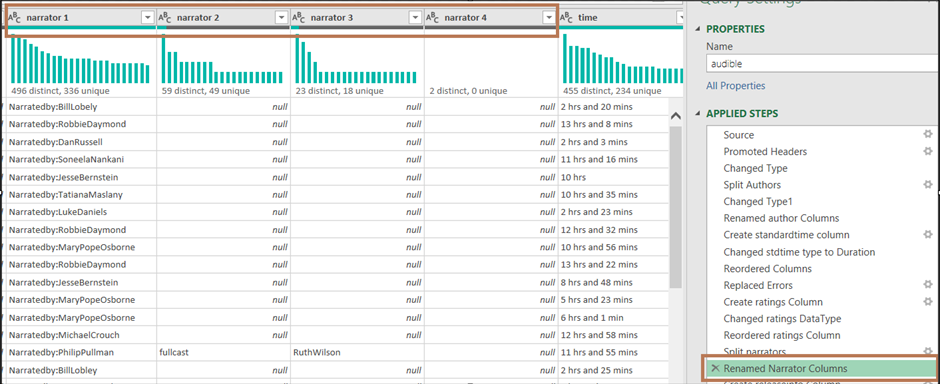 Query Settings
ABC narrator 1 ABC narrator 2 ABC narrator 3 ABC narrator 4 ABC time
496 distinct, 336 unique 59 distinct, 49 unique 23 distinct, 18 unique 2 distinct, 0 unique 455 distinct, 234 unique
Narratedby:BillLobely null null null 2 hrs and 20 mins
Narratedby:RobbieDaymond null null null 13 hrs and 8 mins
Narratedby:DanRussell null null null 2 hrs and 3 mins
Narratedby:SoneelaNankani null null null 11 hrs and 16 mins
Narratedby:JesseBernstein null null null 10 hrs
Narratedby:TatianaMaslany null null null 10 hrs and 35 mins
Narratedby:LukeDaniels null null null 2 hrs and 23 mins
Narratedby:RobbieDaymond null null null 12 hrs and 32 mins
Narratedby:MaryPopeOsborne null null null 10 hrs and 56 mins
Narratedby:RobbieDaymond null null null 13 hrs and 22 mins
Narratedby:JesseBernstein null null null 8 hrs and 48 mins
Narratedby:MaryPopeOsborne null null null 5 hrs and 23 mins
Narratedby:MaryPopeOsborne null null null 6 hrs and 1 min
Narratedby:MichaelCrouch null null null 12 hrs and 58 mins
Narratedby:PhilipPullman fullcast RuthWilson null 11 hrs and 55 mins
Narratedby:BillLobley null null null 2 hrs and 25 mins
PROPERTIES
Name
audible
All Properties
APPLIED STEPS
Source
Promoted Headers
Changed Type
Split Authors
Changed Type1
Renamed author Columns
Create standardtime column
Changed stdtime type to Duration
Reordered Columns
Replaced Errors
Create ratings Column
Changed ratings DataType
Reordered ratings Column
Split narrators
Renamed Narrator Columns